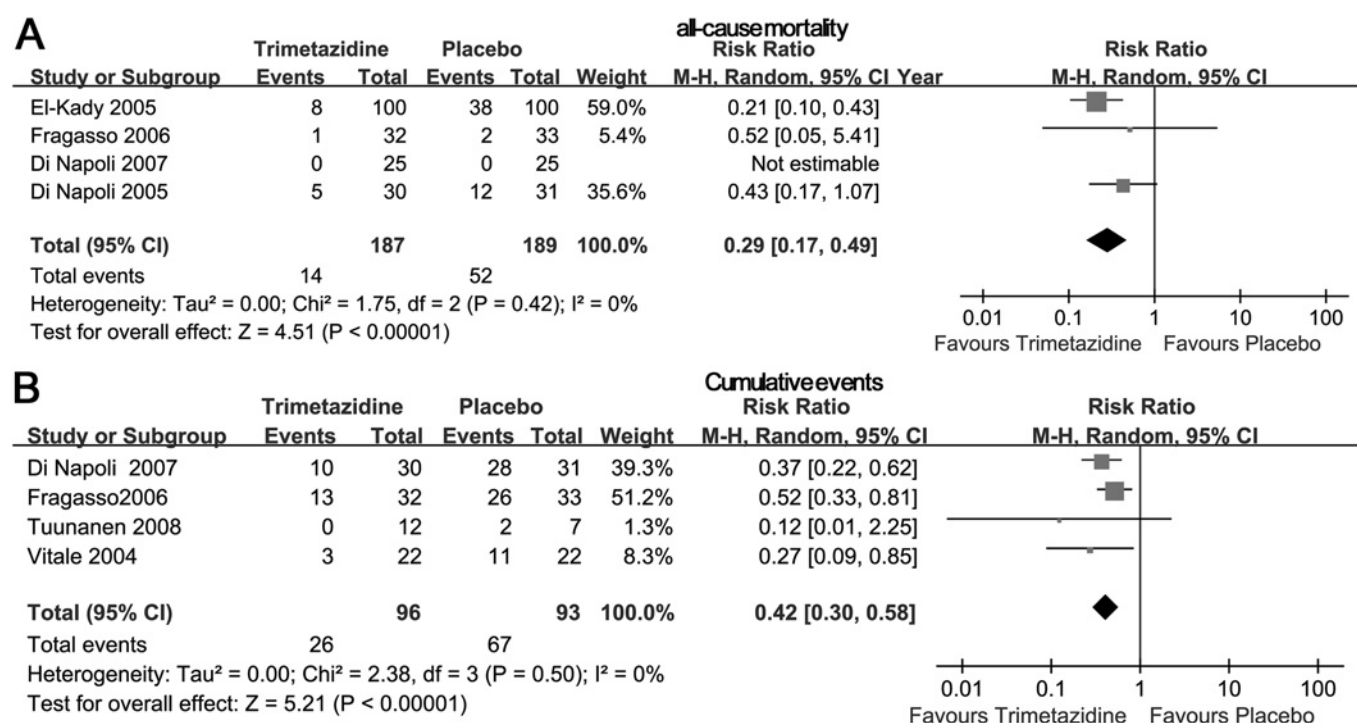 A
all-cause mortality
Trimetazidine Placebo Risk Ratio Risk Ratio
Study or Subgroup Events Total Events Total Weight M-H, Random, 95% CI Year M-H, Random, 95% CI
El-Kady 2005 8 100 38 100 59.0% 0.21 [0.10, 0.43]
Fragasso 2006 1 32 2 33 5.4% 0.52 [0.05, 5.41]
Di Napoli 2007 0 25 0 25 Not estimable
Di Napoli 2005 5 30 12 31 35.6% 0.43 [0.17, 1.07]
Total (95% CI) 187 189 100.0% 0.29 [0.17, 0.49]
Total events 14 52
Heterogeneity: Tau² = 0.00; Chi² = 1.75, df = 2 (P = 0.42); I² = 0%
Test for overall effect: Z = 4.51 (P < 0.00001)
0.01 0.1 1 10 100
Favours Trimetazidine Favours Placebo
B
Cumulative events
Trimetazidine Placebo Risk Ratio Risk Ratio
Study or Subgroup Events Total Events Total Weight M-H, Random, 95% CI M-H, Random, 95% CI
Di Napoli 2007 10 30 28 31 39.3% 0.37 [0.22, 0.62]
Fragasso2006 13 32 26 33 51.2% 0.52 [0.33, 0.81]
Tuunanen 2008 0 12 2 7 1.3% 0.12 [0.01, 2.25]
Vitale 2004 3 22 11 22 8.3% 0.27 [0.09, 0.85]
Total (95% CI) 96 93 100.0% 0.42 [0.30, 0.58]
Total events 26 67
Heterogeneity: Tau² = 0.00; Chi² = 2.38, df = 3 (P = 0.50); I² = 0%
Test for overall effect: Z = 5.21 (P < 0.00001)
0.01 0.1 1 10 100
Favours Trimetazidine Favours Placebo